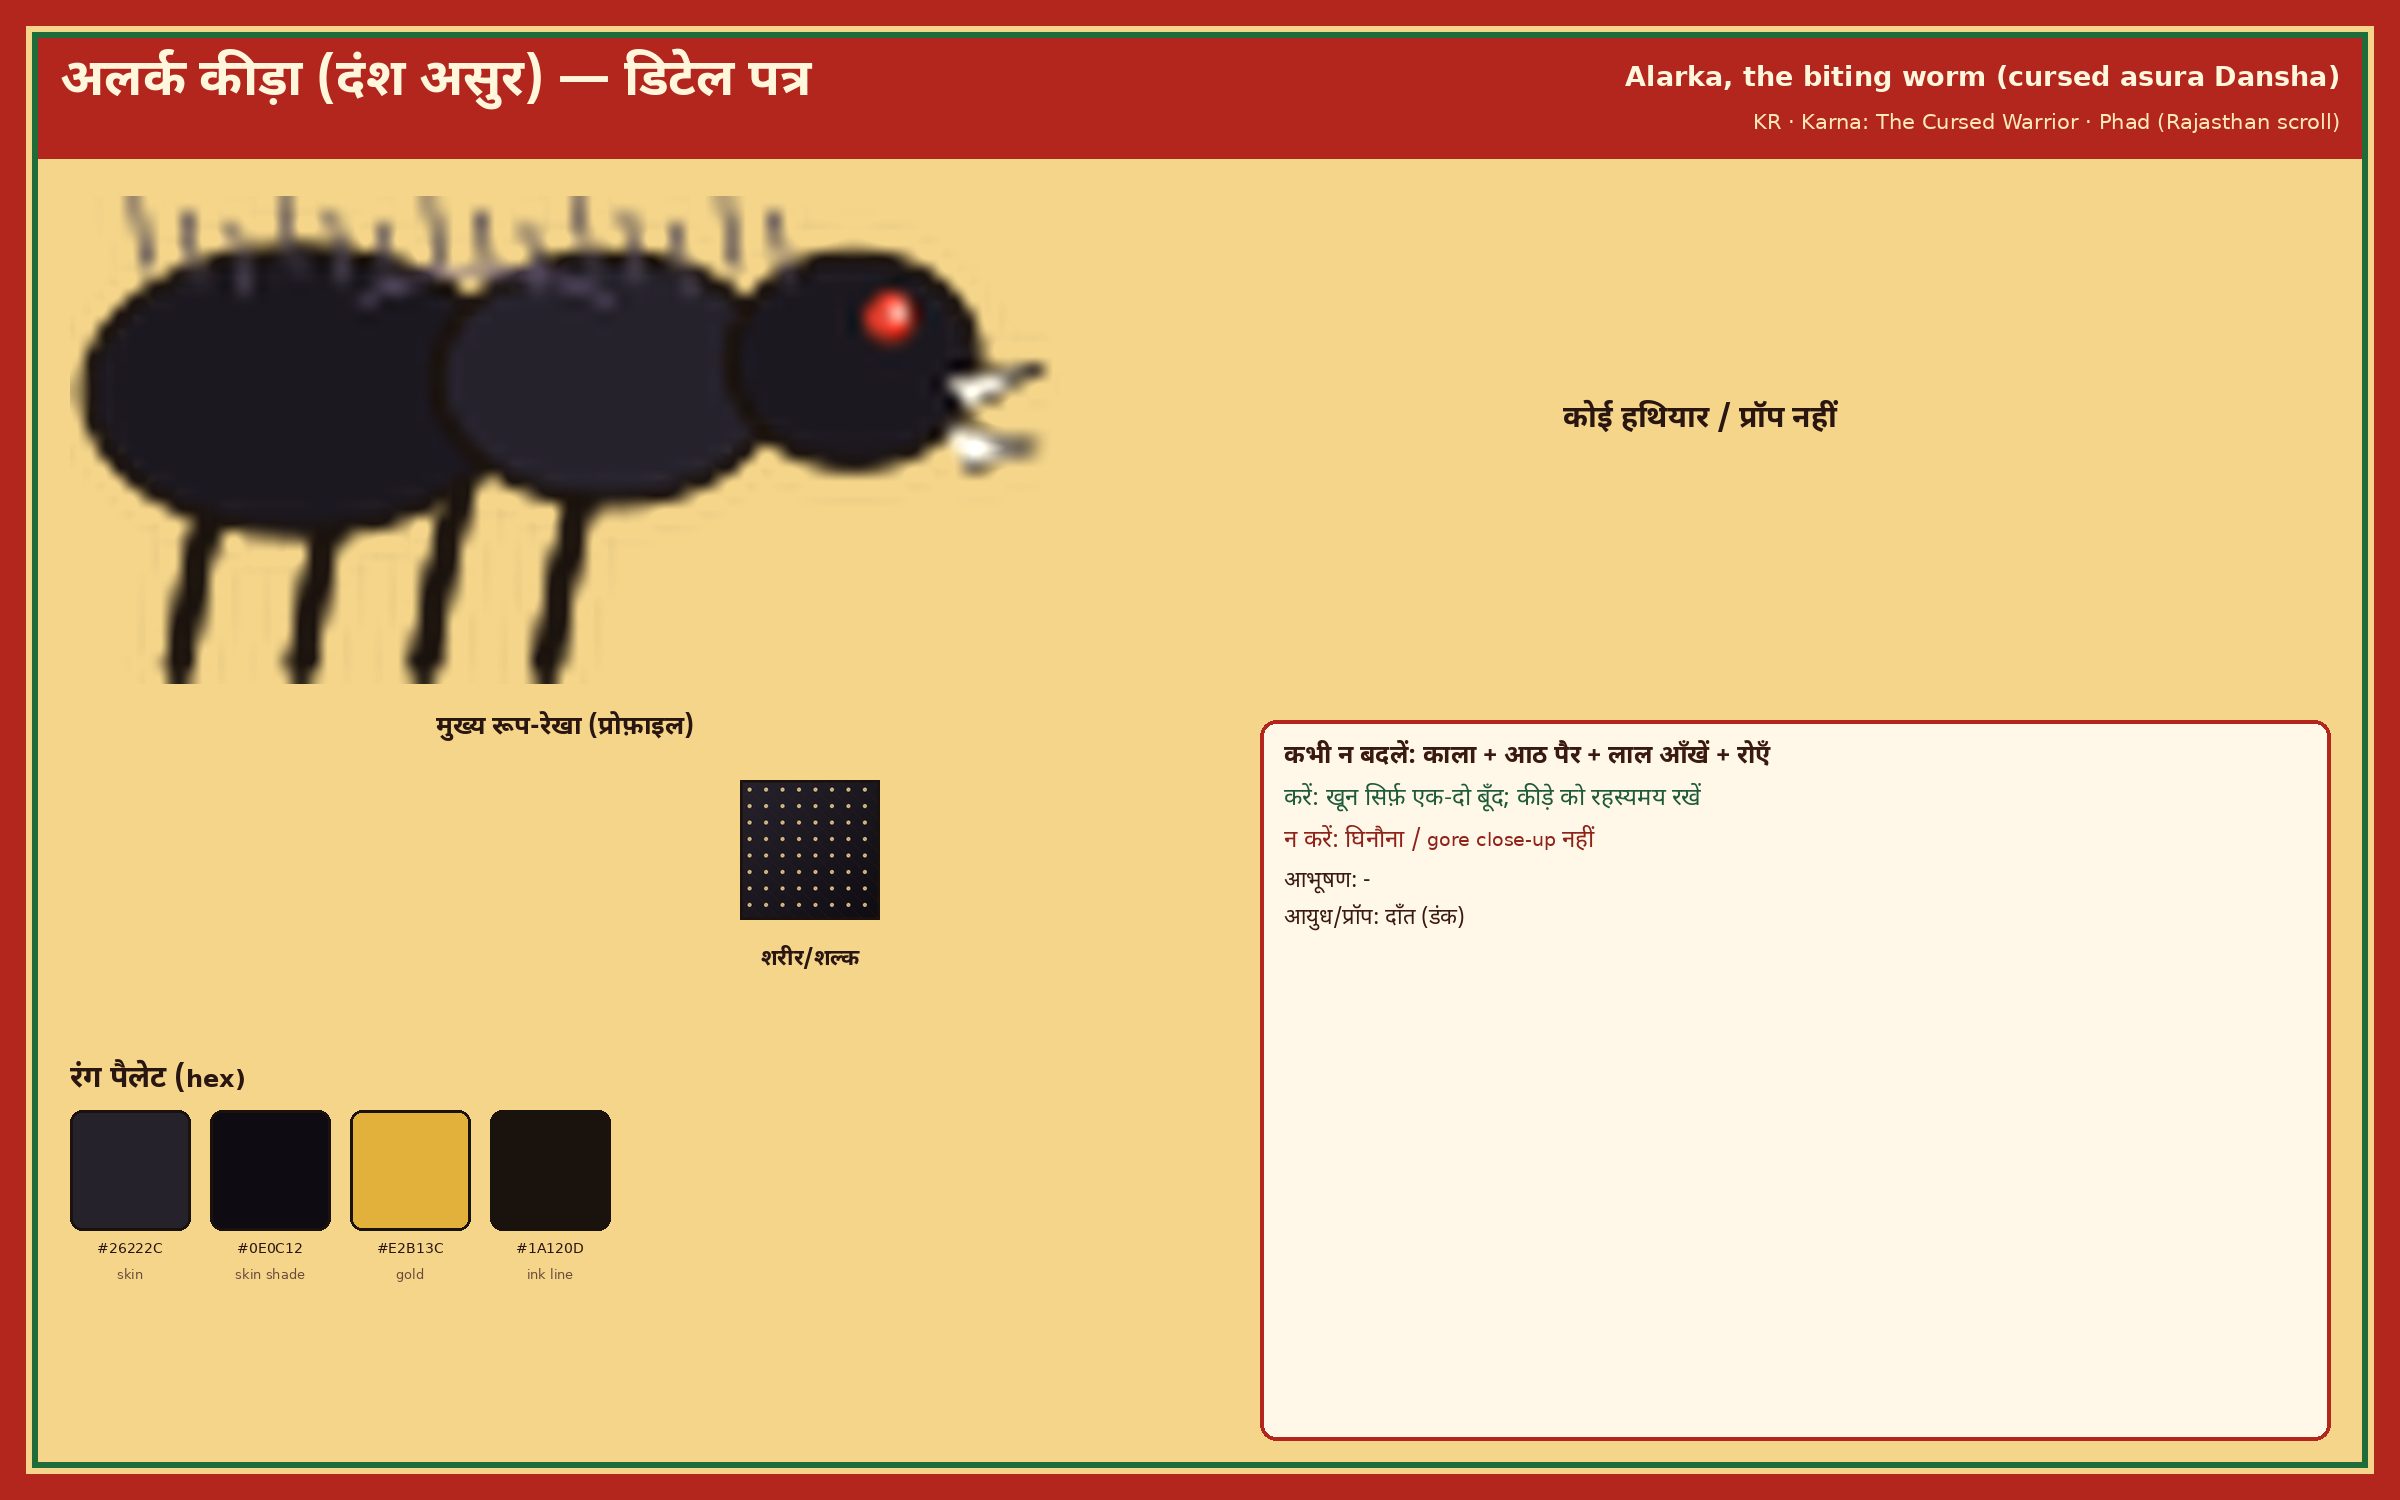 अलर्क कीड़ा (दंश असुर) — डिटेल पत्र
Alarka, the biting worm (cursed asura Dansha)
KR · Karna: The Cursed Warrior · Phad (Rajasthan scroll)
कोई हथियार / प्रॉप नहीं
मुख्य रूप-रेखा (प्रोफ़ाइल)
कभी न बदलें: काला + आठ पैर + लाल आँखें + रोएँ
करें: खून सिर्फ़ एक-दो बूँद; कीड़े को रहस्यमय रखें
न करें: घिनौना / gore close-up नहीं
आभूषण: -
आयुध/प्रॉप: दाँत (डंक)
शरीर/शल्क
रंग पैलेट (hex)
#26222C #0E0C12 #E2B13C #1A120D
skin skin shade gold ink line